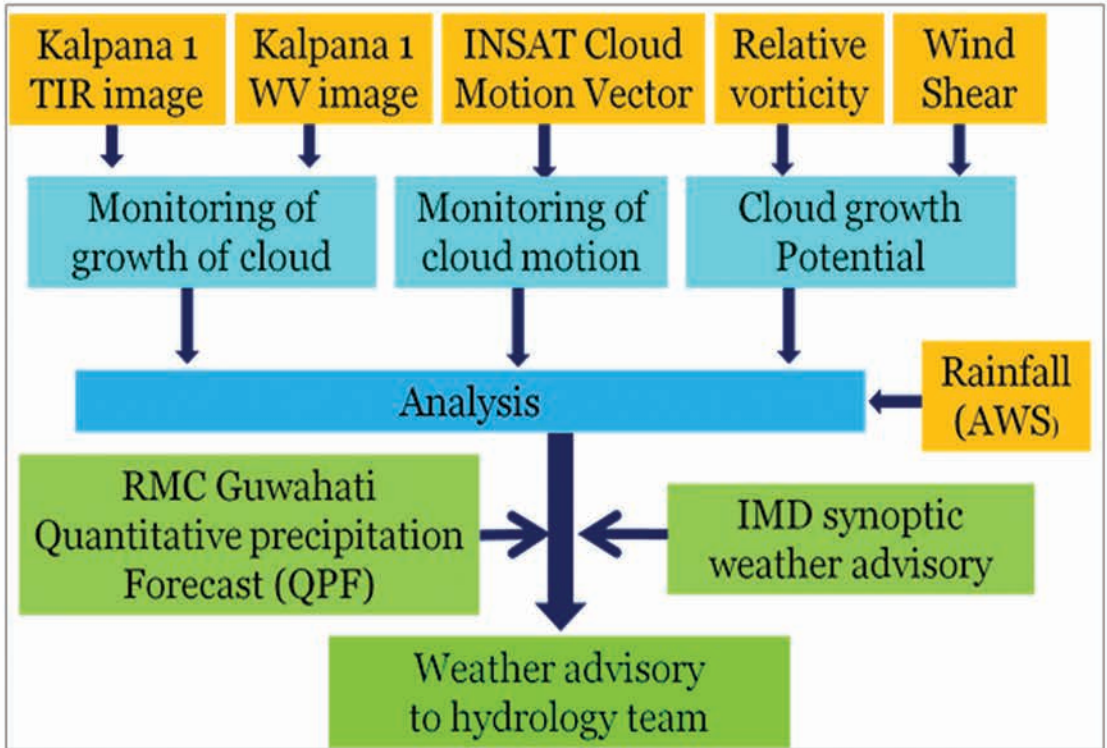 Kalpana 1
TIR image
Kalpana 1
WV image
INSAT Cloud
Motion Vector
Relative
vorticity
Wind
Shear
Monitoring of
growth of cloud
Monitoring of
cloud motion
Cloud growth
Potential
Analysis
Rainfall
(AWS)
RMC Guwahati
Quantitative precipitation
Forecast (QPF)
IMD synoptic
weather advisory
Weather advisory
to hydrology team